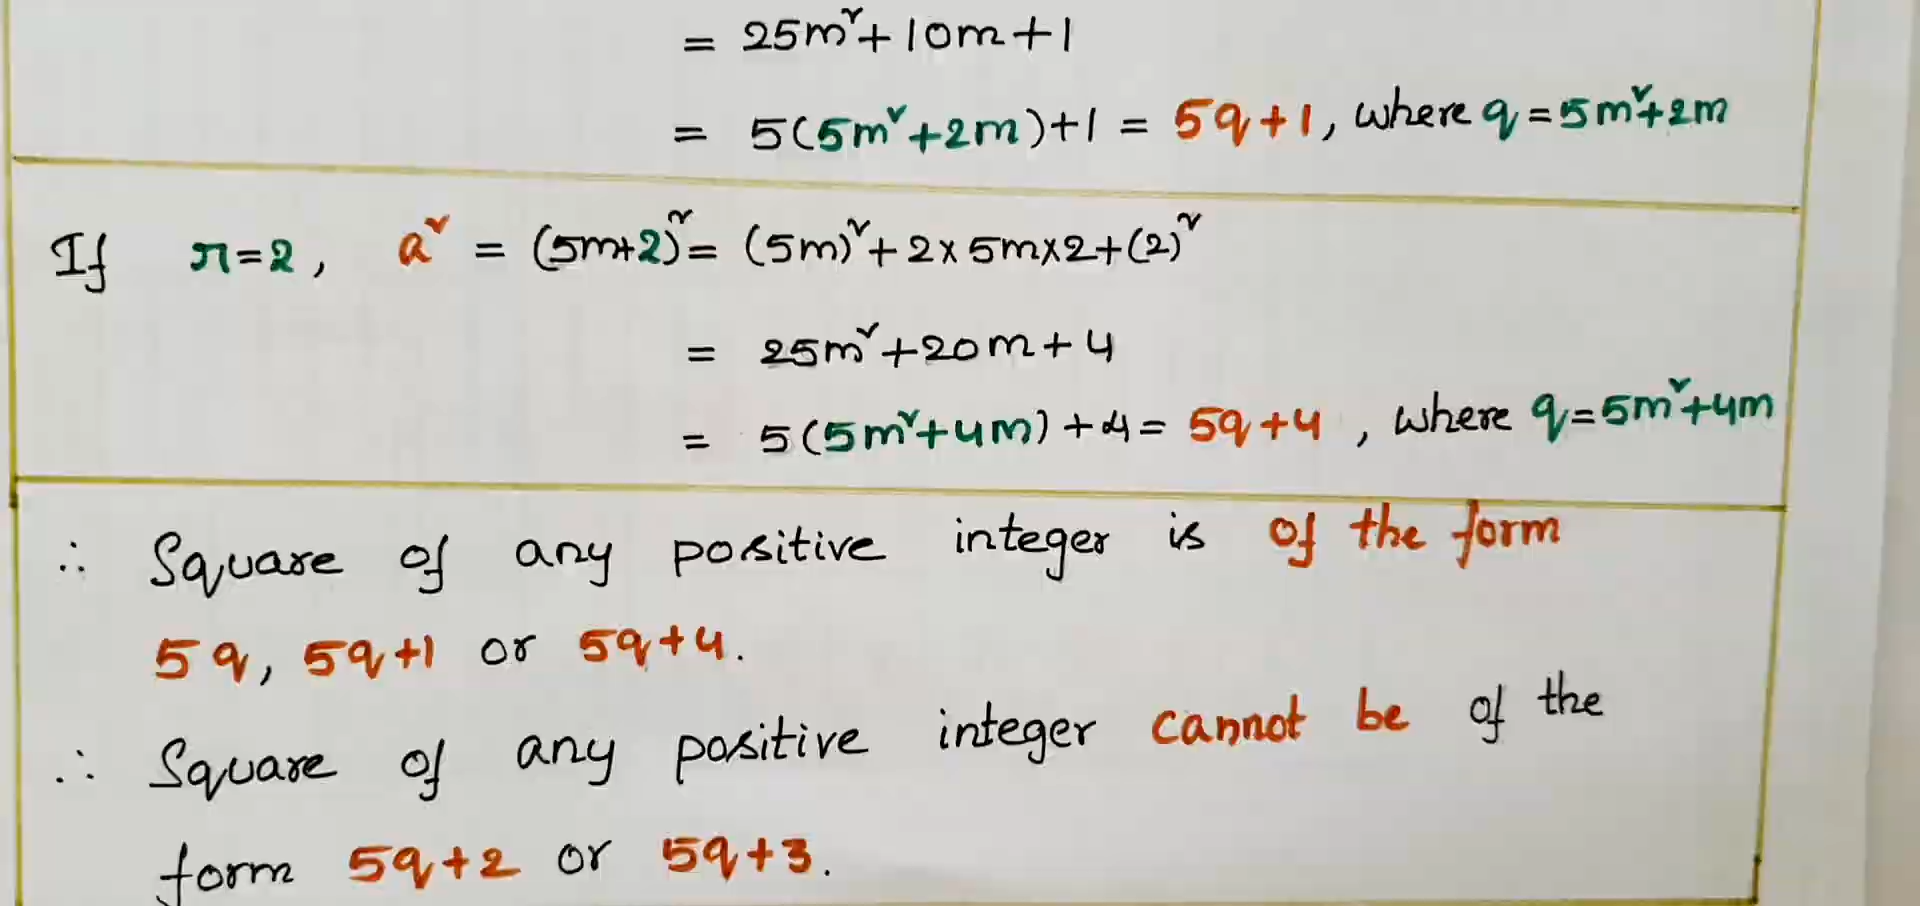 = 25m²+10m+1
= 5(5m²+2m)+1 = 5q+1, where q=5m²+2m
If r=2, a² = (5m+2)²= (5m)²+2×5m×2+(2)²
= 25m²+20m+4
= 5(5m²+4m)+4= 5q+4, where q=5m²+4m
∴ Square of any positive integer is of the form
5q, 5q+1 or 5q+4.
∴ Square of any positive integer cannot be of the
form 5q+2 or 5q+3.